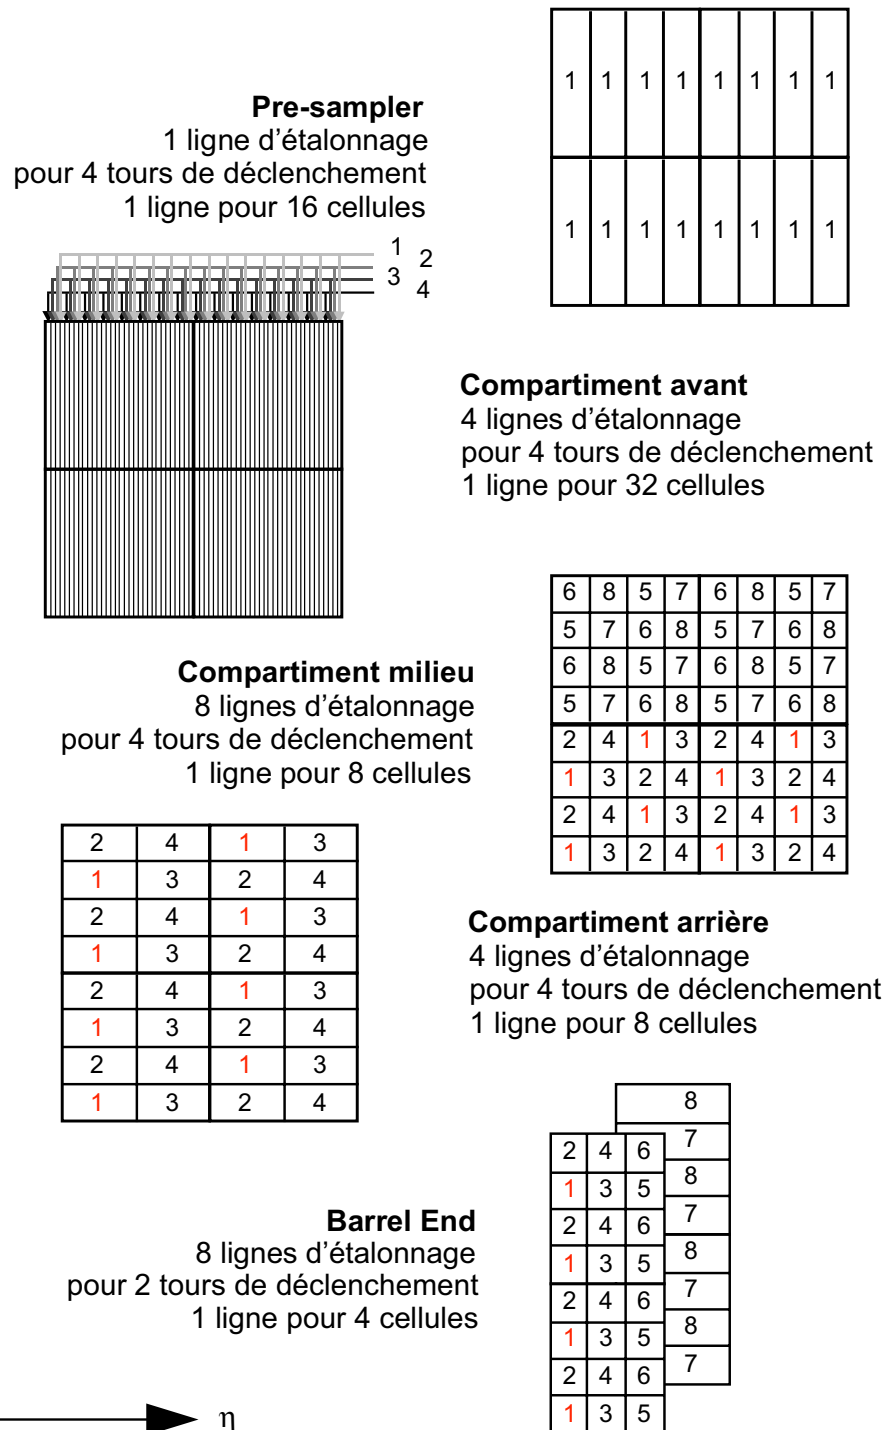 1 1 1 1 1 1 1 1
1 1 1 1 1 1 1 1
Pre-sampler
1 ligne d’étalonnage
pour 4 tours de déclenchement
1 ligne pour 16 cellules
1
2
3
4
Compartiment avant
4 lignes d’étalonnage
pour 4 tours de déclenchement
1 ligne pour 32 cellules
6 8 5 7 6 8 5 7
5 7 6 8 5 7 6 8
6 8 5 7 6 8 5 7
5 7 6 8 5 7 6 8
2 4 1 3 2 4 1 3
1 3 2 4 1 3 2 4
2 4 1 3 2 4 1 3
1 3 2 4 1 3 2 4
Compartiment milieu
8 lignes d’étalonnage
pour 4 tours de déclenchement
1 ligne pour 8 cellules
2 4 1 3
1 3 2 4
2 4 1 3
1 3 2 4
2 4 1 3
1 3 2 4
2 4 1 3
1 3 2 4
Compartiment arrière
4 lignes d’étalonnage
pour 4 tours de déclenchement
1 ligne pour 8 cellules
8
7
8
7
8
7
8
7
2 4 6
1 3 5
2 4 6
1 3 5
2 4 6
1 3 5
2 4 6
1 3 5
Barrel End
8 lignes d’étalonnage
pour 2 tours de déclenchement
1 ligne pour 4 cellules
η